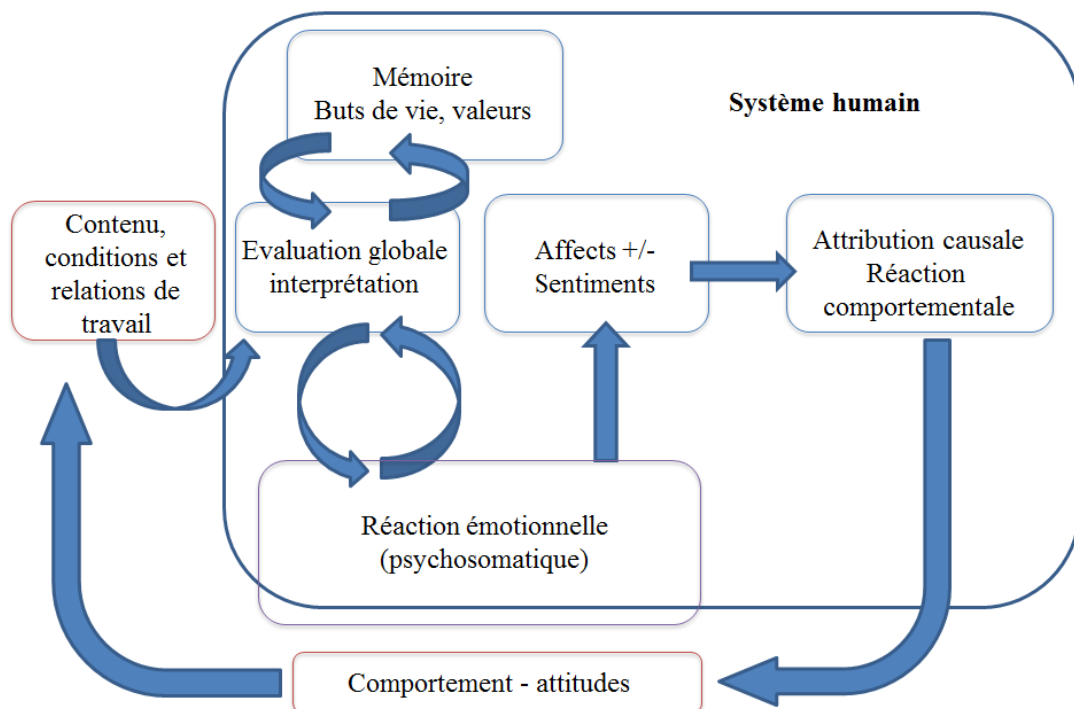 Mémoire
Buts de vie, valeurs
Système humain
Contenu,
conditions et
relations de
travail
Evaluation globale
interprétation
Affects +/-
Sentiments
Attribution causale
Réaction
comportementale
Réaction émotionnelle
(psychosomatique)
Comportement - attitudes